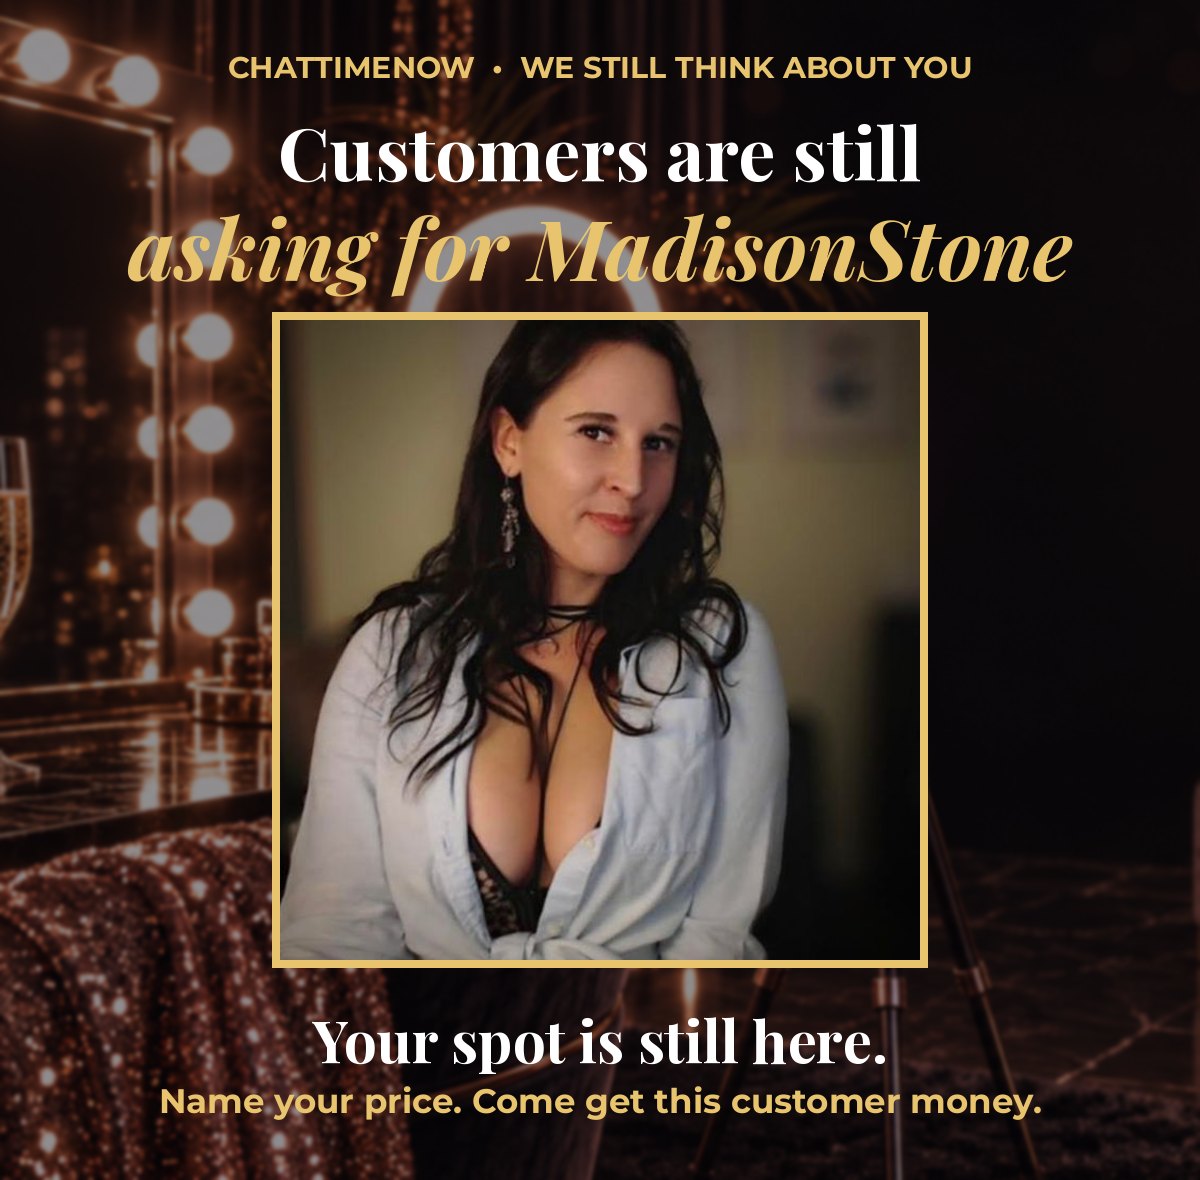 CHATTIMENOW • WE STILL THINK ABOUT YOU
Customers are still
asking for MadisonStone
Your spot is still here.
Name your price. Come get this customer money.